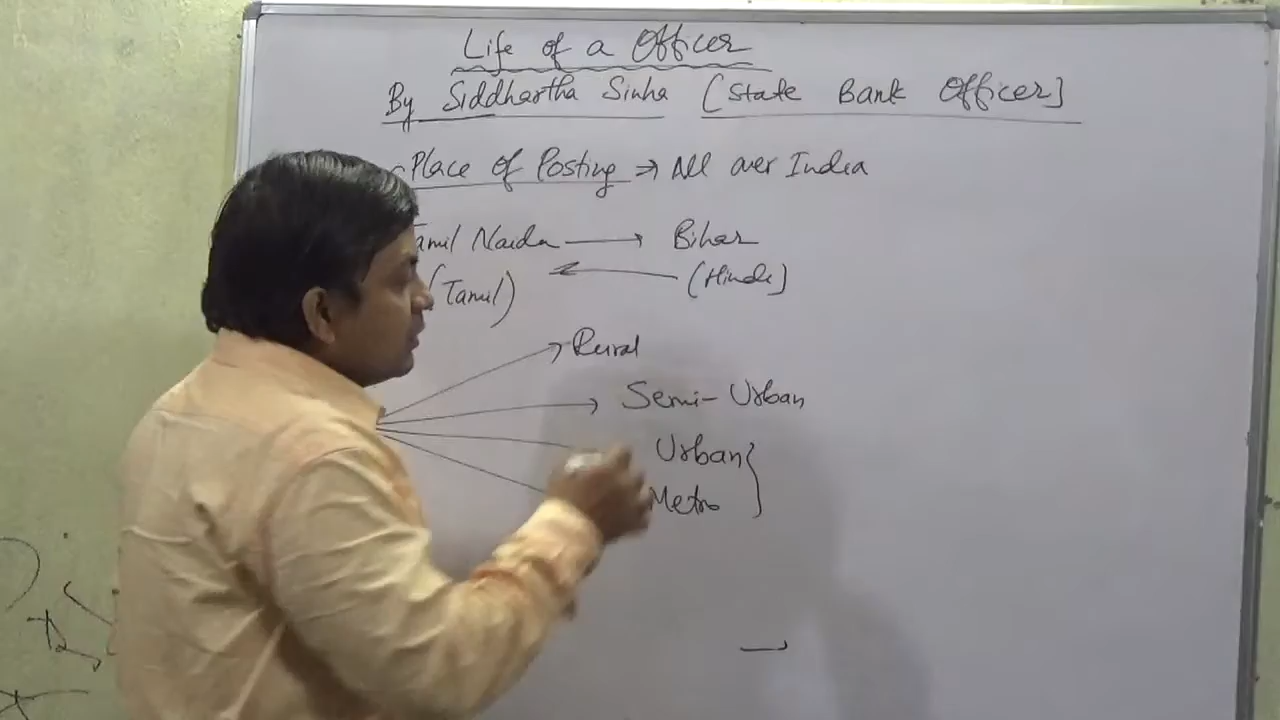 Life of a Officer
By Siddhartha Sinha [State Bank Officer]
Place of Posting ⇒ All over India
Tamil Naidu → Bihar
(Tamil) ← (Hindi)
→ Rural
→ Semi-Urban
Urban }
Metro